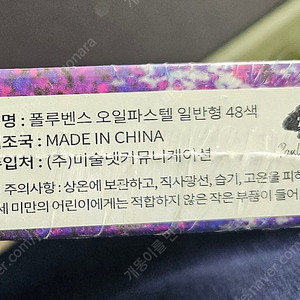 명 : 폴루벤스 오일파스텔 일반형 48색
조국 : MADE IN CHINA
입처 : (주)미술넷커뮤니케이션
주의사항 : 상온에 보관하고, 직사광선, 습기, 고온을 피하
세 미만의 어린이에게는 적합하지 않은 작은 부품이 들어